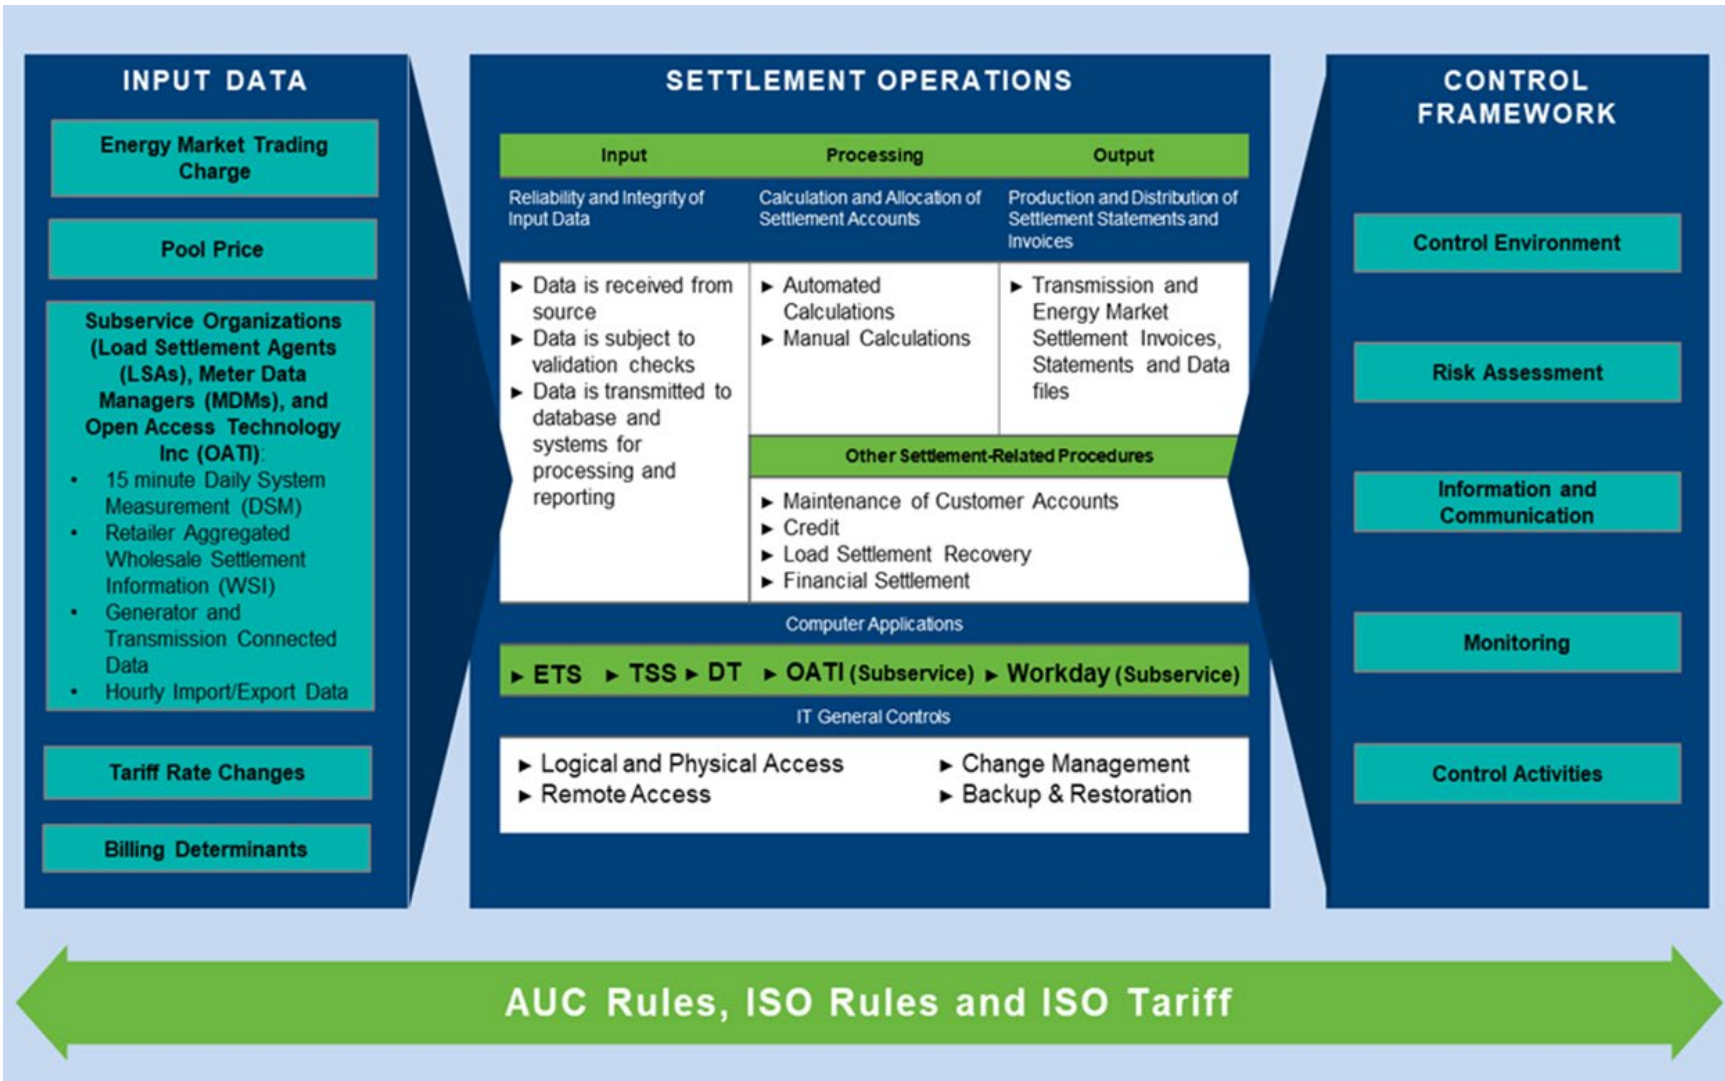 INPUT DATA
Energy Market Trading
Charge
Pool Price
Subservice Organizations
(Load Settlement Agents
(LSAs), Meter Data
Managers (MDMs), and
Open Access Technology
Inc (OATI):
• 15 minute Daily System
Measurement (DSM)
• Retailer Aggregated
Wholesale Settlement
Information (WSI)
• Generator and
Transmission Connected
Data
• Hourly Import/Export Data
Tariff Rate Changes
Billing Determinants
SETTLEMENT OPERATIONS
Input
Reliability and Integrity of
Input Data
► Data is received from
source
► Data is subject to
validation checks
► Data is transmitted to
database and
systems for
processing and
reporting
Processing
Calculation and Allocation of
Settlement Accounts
► Automated
Calculations
► Manual Calculations
Output
Production and Distribution of
Settlement Statements and
Invoices
► Transmission and
Energy Market
Settlement Invoices,
Statements and Data
files
Other Settlement-Related Procedures
► Maintenance of Customer Accounts
► Credit
► Load Settlement Recovery
► Financial Settlement
Computer Applications
► ETS ► TSS ► DT ► OATI (Subservice) ► Workday (Subservice)
IT General Controls
► Logical and Physical Access
► Remote Access
► Change Management
► Backup & Restoration
CONTROL
FRAMEWORK
Control Environment
Risk Assessment
Information and
Communication
Monitoring
Control Activities
AUC Rules, ISO Rules and ISO Tariff